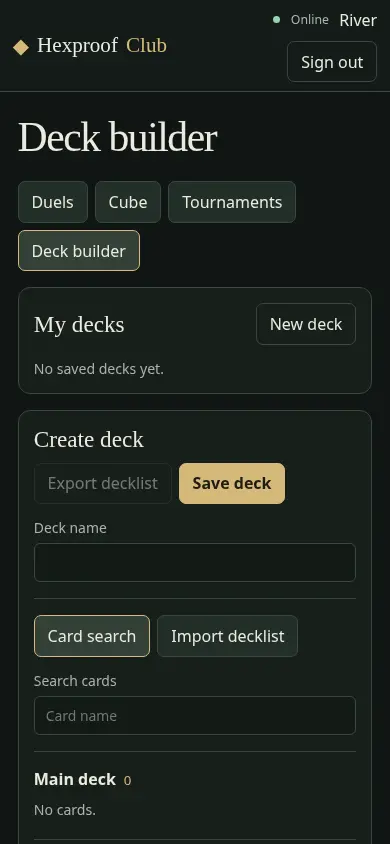 Online River
Hexproof Club
Sign out
Deck builder
Duels Cube Tournaments
Deck builder
My decks New deck
No saved decks yet.
Create deck
Export decklist Save deck
Deck name
Card search Import decklist
Search cards
Card name
Main deck 0
No cards.